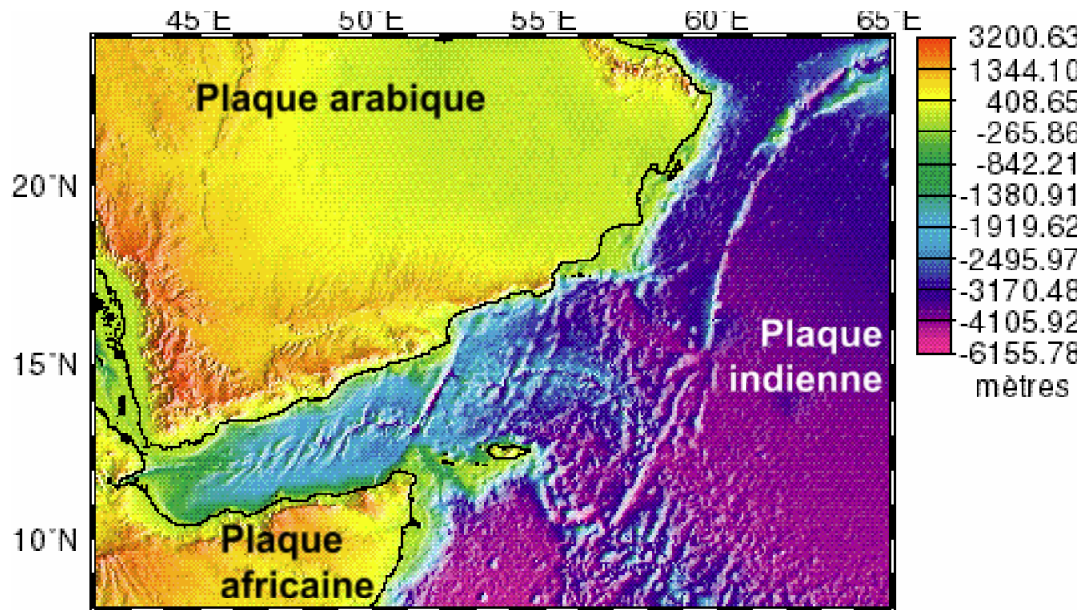 45°E 50°E 55°E 60°E 65°E
3200.63
Plaque arabique
1344.10
408.65
-265.86
-842.21
20°N
-1380.91
-1919.62
-2495.97
-3170.48
Plaque
indienne
-4105.92
15°N
-6155.78
mètres
10°N
Plaque
africaine